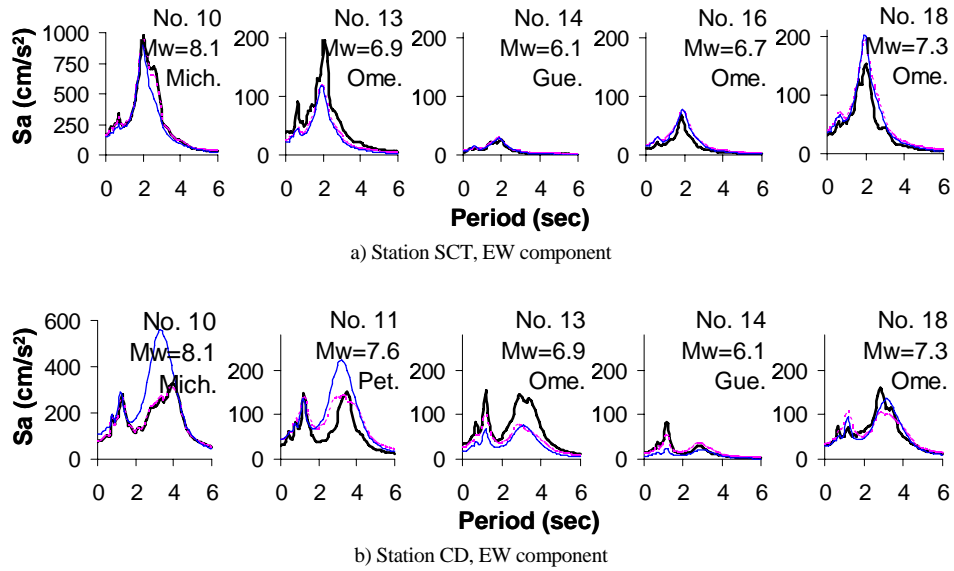 No. 10 No. 13 No. 14 No. 16 No. 18
Mw=8.1 Mw=6.9 Mw=6.1 Mw=6.7 Mw=7.3
Mich. Ome. Gue. Ome. Ome.
Sa (cm/s²)
1000 200 200 200 200
750
500 100 100 100 100
250
0 0 0 0 0
0 2 4 6 0 2 4 6 0 2 4 6 0 2 4 6 0 2 4 6
Period (sec)
a) Station SCT, EW component
No. 10 No. 11 No. 13 No. 14 No. 18
Mw=8.1 Mw=7.6 Mw=6.9 Mw=6.1 Mw=7.3
Mich. Pet. Ome. Gue. Ome.
Sa (cm/s²)
600
400 200 200 200 200
200 100 100 100 100
0 0 0 0 0
0 2 4 6 0 2 4 6 0 2 4 6 0 2 4 6 0 2 4 6
Period (sec)
b) Station CD, EW component